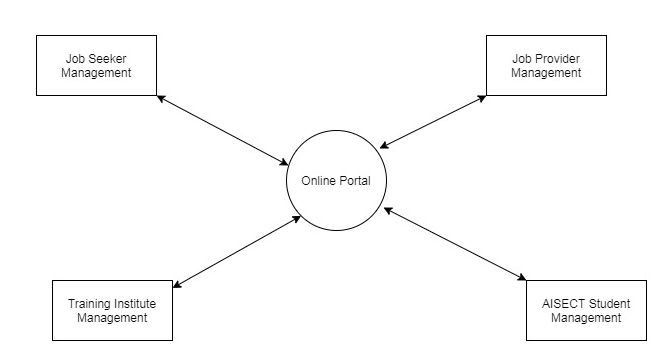 Job Seeker
Management
Job Provider
Management
Online Portal
Training Institute
Management
AISECT Student
Management